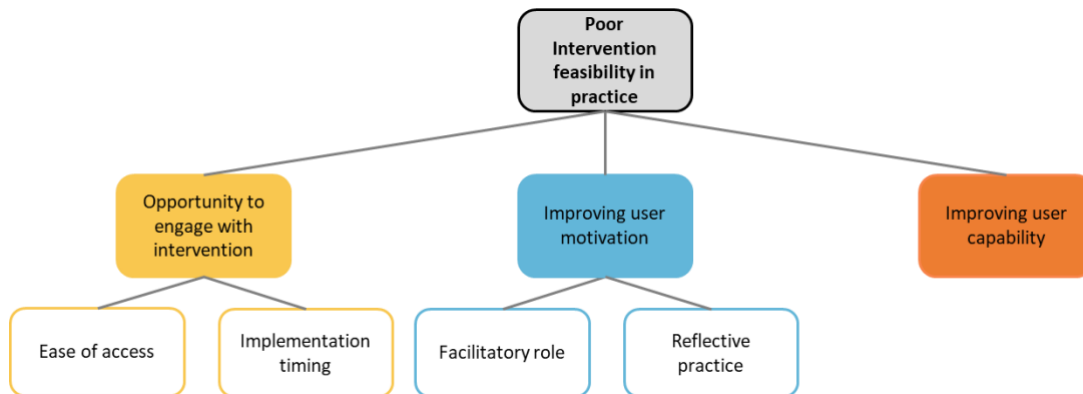 Poor
Intervention
feasibility in
practice
Opportunity to
engage with
intervention
Improving user
motivation
Improving user
capability
Ease of access
Implementation
timing
Facilitatory role
Reflective
practice